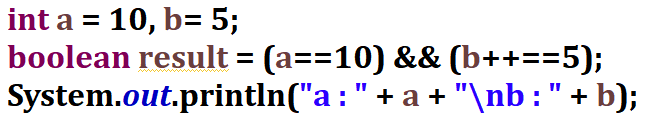 int a = 10, b= 5;
boolean result = (a==10) && (b++==5);
System.out.println("a : " + a + "\nb : " + b);